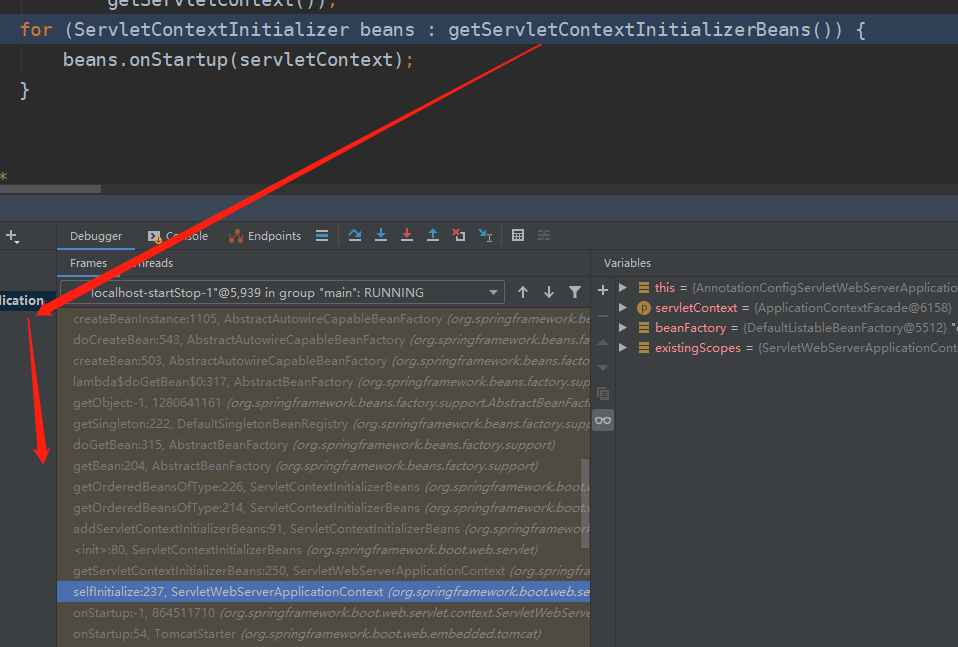 getServletContext());
for (ServletContextInitializer beans : getServletContextInitializerBeans()) {
beans.onStartup(servletContext);
}
*
Debugger Console Endpoints
Frames Threads
lication
localhost-startStop-1"@5,939 in group "main": RUNNING
createBeanInstance:1105, AbstractAutowireCapableBeanFactory (org.springframework.be
doCreateBean:543, AbstractAutowireCapableBeanFactory (org.springframework.beans.fa
createBean:503, AbstractAutowireCapableBeanFactory (org.springframework.beans.facto
lambda$doGetBean$0:317, AbstractBeanFactory (org.springframework.beans.factory.sup
getObject:-1, 1280641161 (org.springframework.beans.factory.support.AbstractBeanFact
getSingleton:222, DefaultSingletonBeanRegistry (org.springframework.beans.factory.supp
doGetBean:315, AbstractBeanFactory (org.springframework.beans.factory.support)
getBean:204, AbstractBeanFactory (org.springframework.beans.factory.support)
getOrderedBeansOfType:226, ServletContextInitializerBeans (org.springframework.boot.w
getOrderedBeansOfType:214, ServletContextInitializerBeans (org.springframework.boot.w
addServletContextInitializerBeans:91, ServletContextInitializerBeans (org.springframework
<init>:80, ServletContextInitializerBeans (org.springframework.boot.web.servlet)
getServletContextInitializerBeans:250, ServletWebServerApplicationContext (org.springfra
selfInitialize:237, ServletWebServerApplicationContext (org.springframework.boot.web.se
onStartup:-1, 864511710 (org.springframework.boot.web.servlet.context.ServletWebServe
onStartup:54, TomcatStarter (org.springframework.boot.web.embedded.tomcat)
Variables
this = {AnnotationConfigServletWebServerApplicatio
p servletContext = {ApplicationContextFacade@6158}
beanFactory = {DefaultListableBeanFactory@5512} "
existingScopes = {ServletWebServerApplicationCont